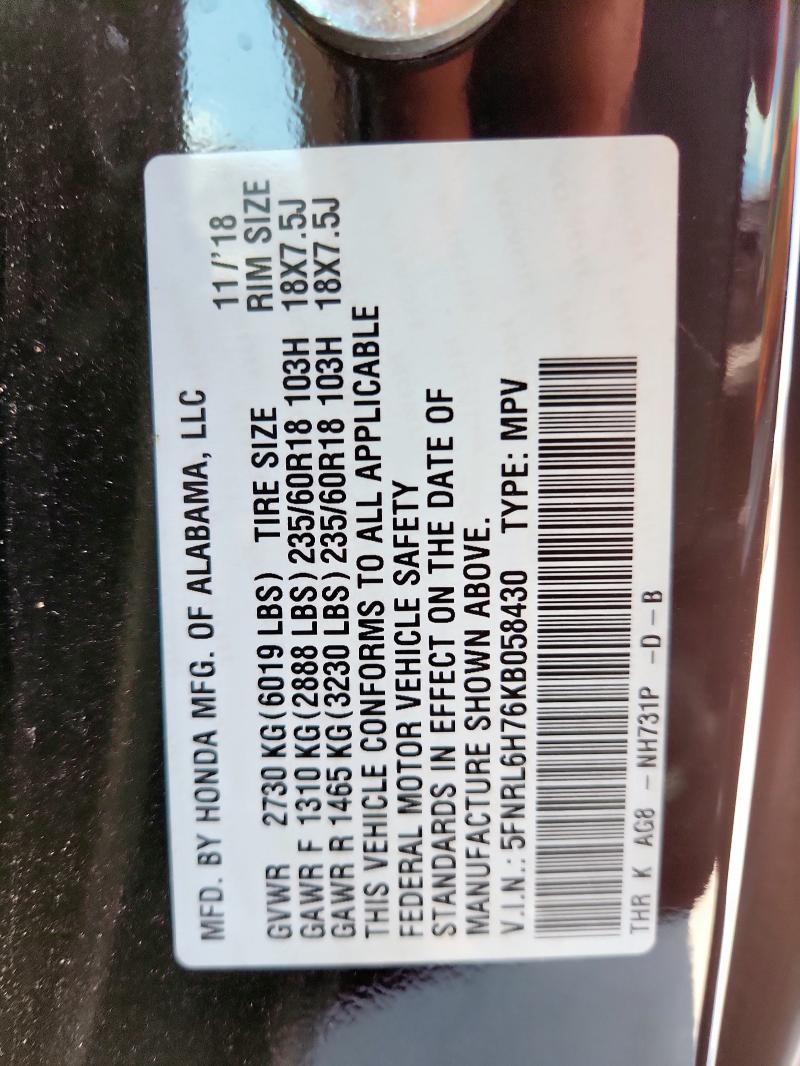 MFD. BY HONDA MFG. OF ALABAMA, LLC 11/'18
GVWR 2730 KG(6019 LBS) TIRE SIZE RIM SIZE
GAWR F 1310 KG(2888 LBS)235/60R18 103H 18X7.5J
GAWR R 1465 KG(3230 LBS)235/60R18 103H 18X7.5J
THIS VEHICLE CONFORMS TO ALL APPLICABLE
FEDERAL MOTOR VEHICLE SAFETY
STANDARDS IN EFFECT ON THE DATE OF
MANUFACTURE SHOWN ABOVE.
V.I.N.: 5FNRL6H76KB058430 TYPE: MPV
THR K AG8 - NH731P -D-B